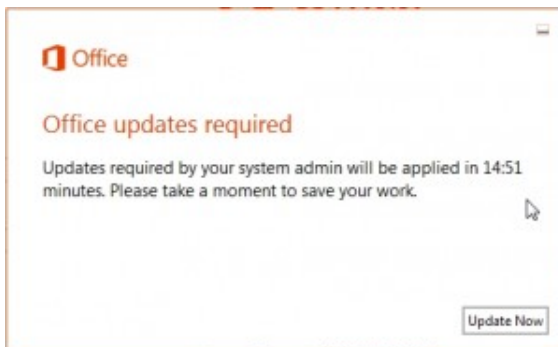 Office
Office updates required
Updates required by your system admin will be applied in 14:51
minutes. Please take a moment to save your work.
Update Now